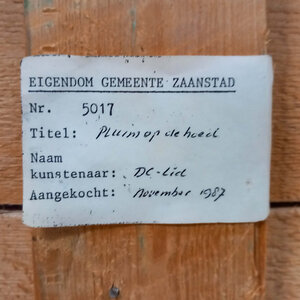 EIGENDOM GEMEENTE ZAANSTAD
Nr. 5017
Titel: Pluim op de hoed
Naam
kunstenaar: DC-Lid
Aangekocht: November 1987